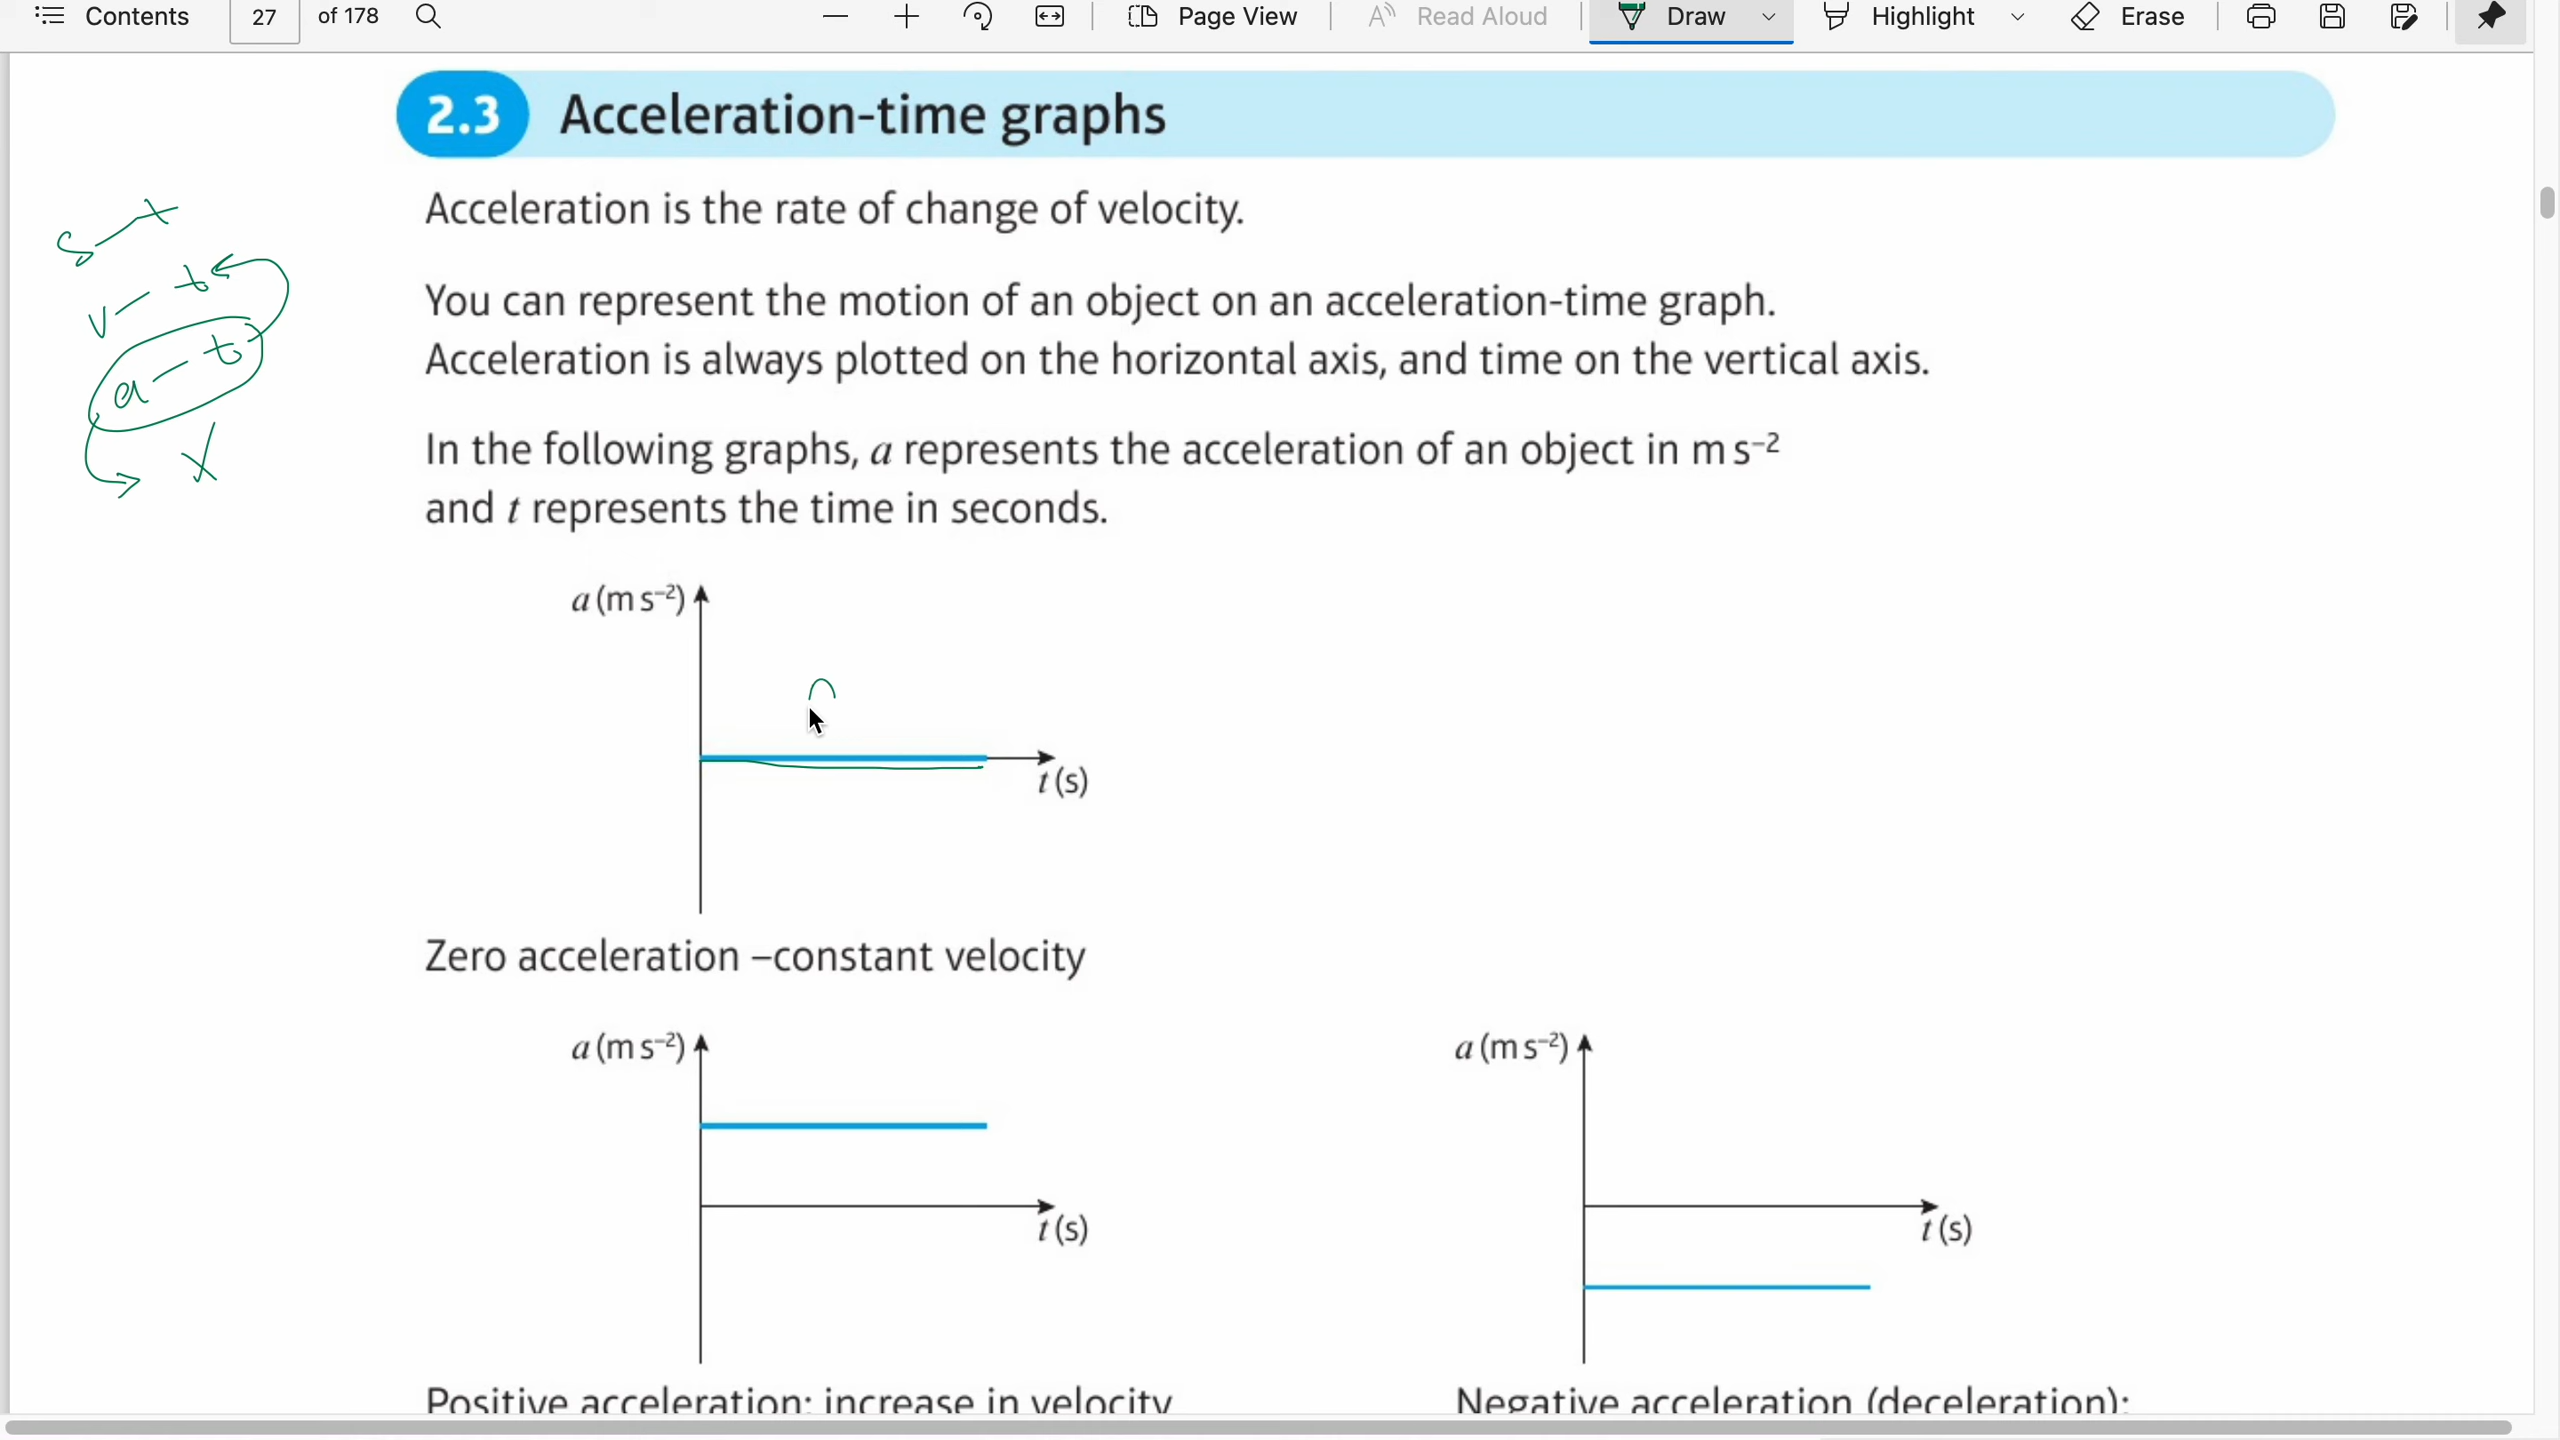 Contents 27 of 178 Page View Read Aloud Draw Highlight Erase
2.3 Acceleration-time graphs
Acceleration is the rate of change of velocity.
s — t
You can represent the motion of an object on an acceleration-time graph.
v — t
Acceleration is always plotted on the horizontal axis, and time on the vertical axis.
a — t
In the following graphs, a represents the acceleration of an object in m s⁻²
and t represents the time in seconds.
a (m s⁻²)
t (s)
Zero acceleration –constant velocity
a (m s⁻²) a (m s⁻²)
t (s) t (s)
Positive acceleration: increase in velocity Negative acceleration (deceleration):